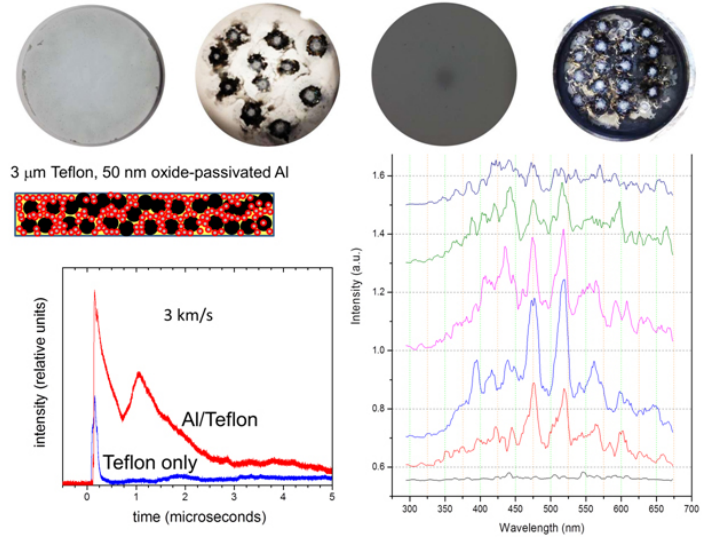 3 μm Teflon, 50 nm oxide-passivated Al
intensity (relative units)
3 km/s
Al/Teflon
Teflon only
0
1
2
3
4
5
time (microseconds)
Intensity (a.u.)
1.6
1.4
1.2
1.0
0.8
0.6
300
350
400
450
500
550
600
650
700
Wavelength (nm)